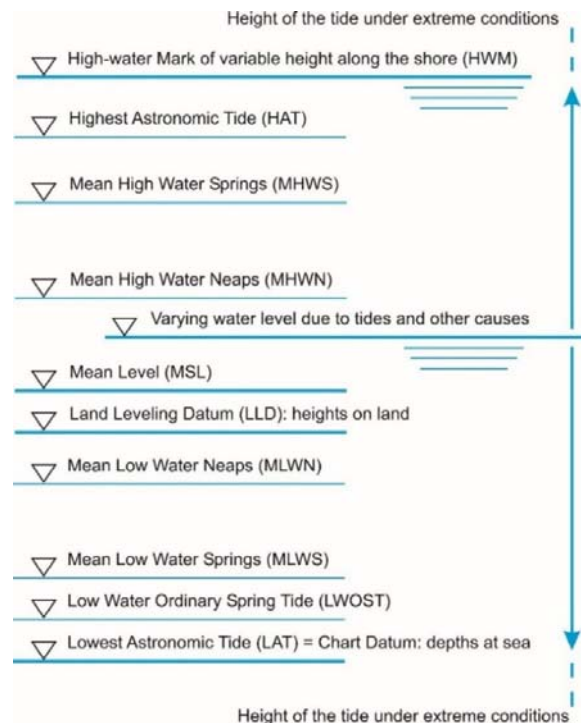 Height of the tide under extreme conditions
High-water Mark of variable height along the shore (HWM)
Highest Astronomic Tide (HAT)
Mean High Water Springs (MHWS)
Mean High Water Neaps (MHWN)
Varying water level due to tides and other causes
Mean Level (MSL)
Land Leveling Datum (LLD): heights on land
Mean Low Water Neaps (MLWN)
Mean Low Water Springs (MLWS)
Low Water Ordinary Spring Tide (LWOST)
Lowest Astronomic Tide (LAT) = Chart Datum: depths at sea
Height of the tide under extreme conditions